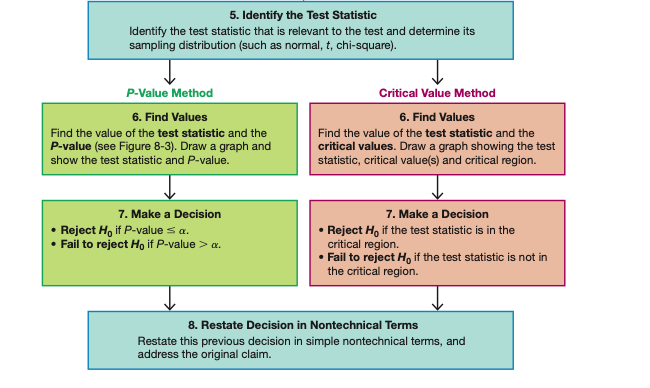 5. Identify the Test Statistic
Identify the test statistic that is relevant to the test and determine its
sampling distribution (such as normal, t, chi-square).
P-Value Method
6. Find Values
Find the value of the test statistic and the
P-value (see Figure 8-3). Draw a graph and
show the test statistic and P-value.
7. Make a Decision
• Reject H₀ if P-value ≤ α.
• Fail to reject H₀ if P-value > α.
Critical Value Method
6. Find Values
Find the value of the test statistic and the
critical values. Draw a graph showing the test
statistic, critical value(s) and critical region.
7. Make a Decision
• Reject H₀ if the test statistic is in the
critical region.
• Fail to reject H₀ if the test statistic is not in
the critical region.
8. Restate Decision in Nontechnical Terms
Restate this previous decision in simple nontechnical terms, and
address the original claim.